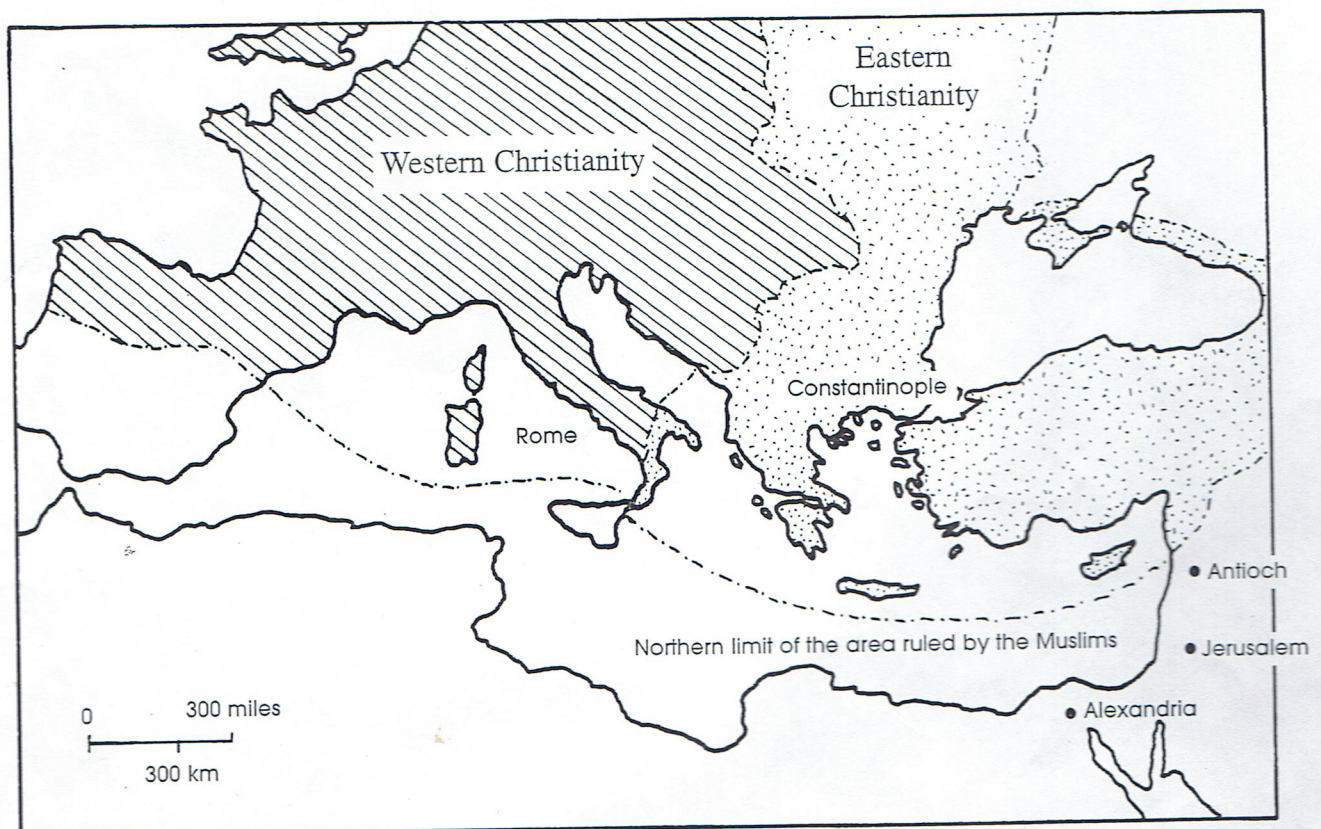 Eastern
Christianity
Western Christianity
Constantinople
Rome
Antioch
Northern limit of the area ruled by the Muslims
Jerusalem
0 300 miles
Alexandria
300 km